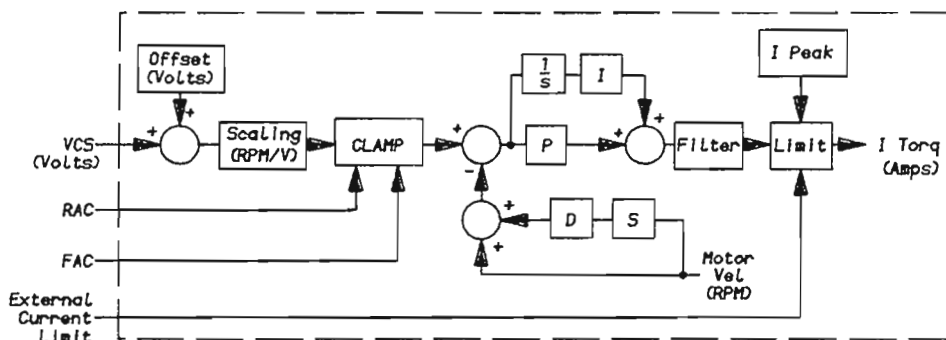 Offset
(Volts)
I Peak
1
s
I
+
+
+
+
+
VCS
(Volts)
Scaling
(RPM/V)
CLAMP
P
Filter
Limit
I Torq
(Amps)
-
RAC
+
D
S
+
FAC
Motor
Vel
(RPM)
External
Current
Limit